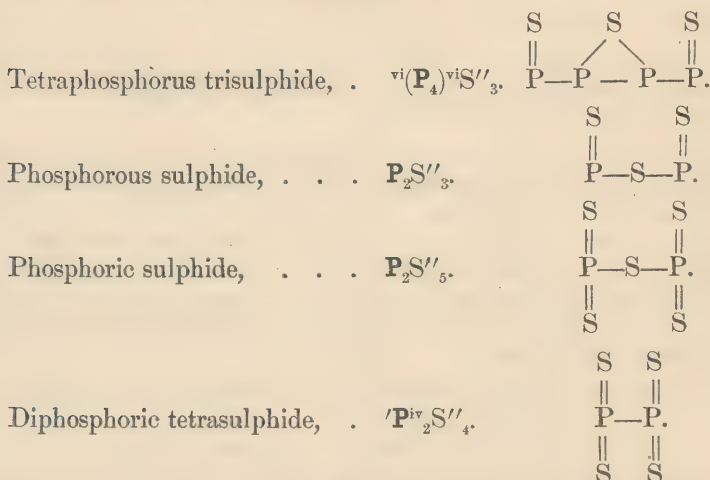 S S S
|| / \ ||
Tetraphosphorus trisulphide, . ᵛⁱ(P₄)ᵛⁱS″₃. P—P — P—P.
S S
|| ||
Phosphorous sulphide, . . . P₂S″₃. P—S—P.
S S
|| ||
Phosphoric sulphide, . . . P₂S″₅. P—S—P.
|| ||
S S
S S
|| ||
Diphosphoric tetrasulphide, . ′Pⁱᵛ₂S″₄. P—P.
|| ||
S S